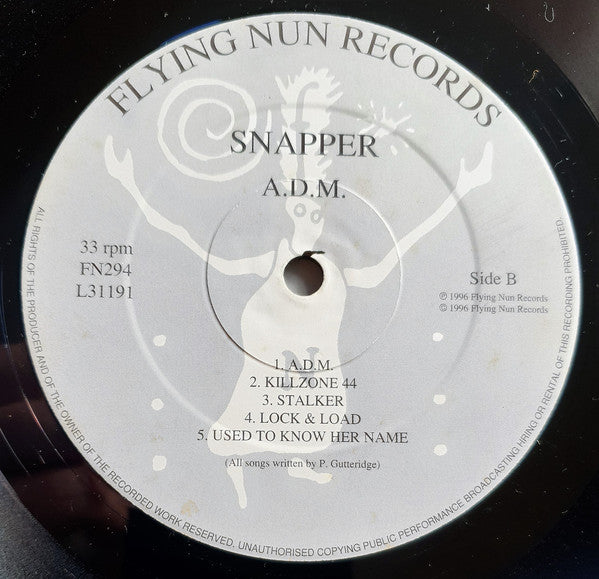 FLYING NUN RECORDS
SNAPPER
A.D.M.
33 rpm
FN294
L31191
Side B
℗ 1996 Flying Nun Records
© 1996 Flying Nun Records
1. A.D.M.
2. KILLZONE 44
3. STALKER
4. LOCK & LOAD
5. USED TO KNOW HER NAME
(All songs written by P. Gutteridge)
ALL RIGHTS OF THE PRODUCER AND OF THE OWNER OF THE RECORDED WORK RESERVED. UNAUTHORISED COPYING PUBLIC PERFORMANCE BROADCASTING HIRING OR RENTAL OF THIS RECORDING PROHIBITED.